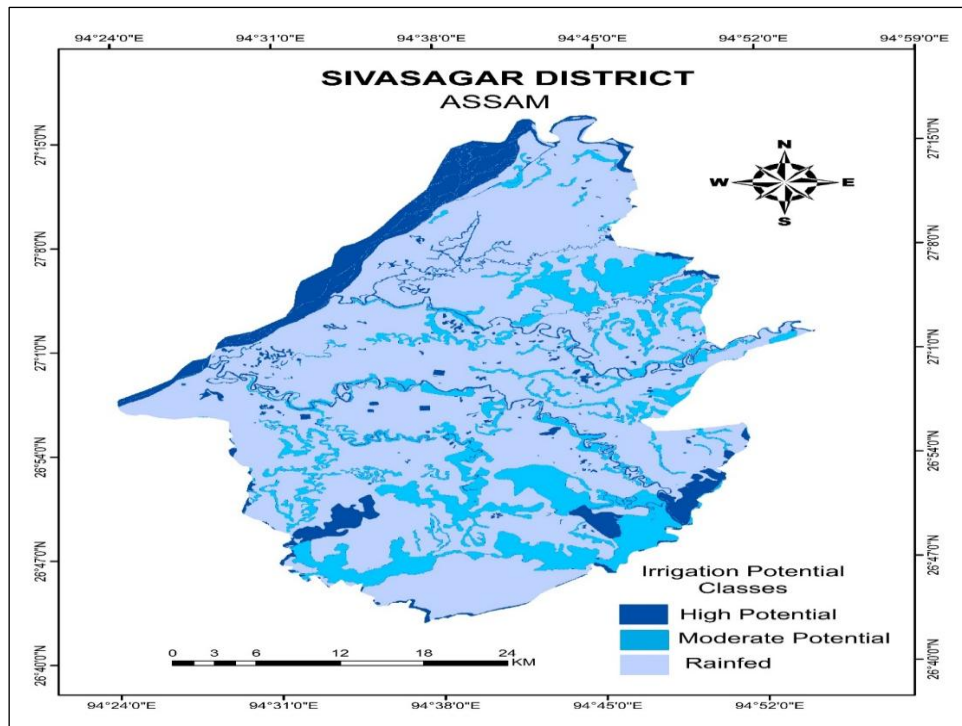 94°24'0"E 94°31'0"E 94°38'0"E 94°45'0"E 94°52'0"E 94°59'0"E
SIVASAGAR DISTRICT
ASSAM
27°15'0"N 27°15'0"N
N
W E
S
27°8'0"N 27°8'0"N
27°1'0"N 27°1'0"N
26°54'0"N 26°54'0"N
26°47'0"N 26°47'0"N
Irrigation Potential
Classes
High Potential
Moderate Potential
Rainfed
0 3 6 12 18 24
KM
26°40'0"N 26°40'0"N
94°24'0"E 94°31'0"E 94°38'0"E 94°45'0"E 94°52'0"E